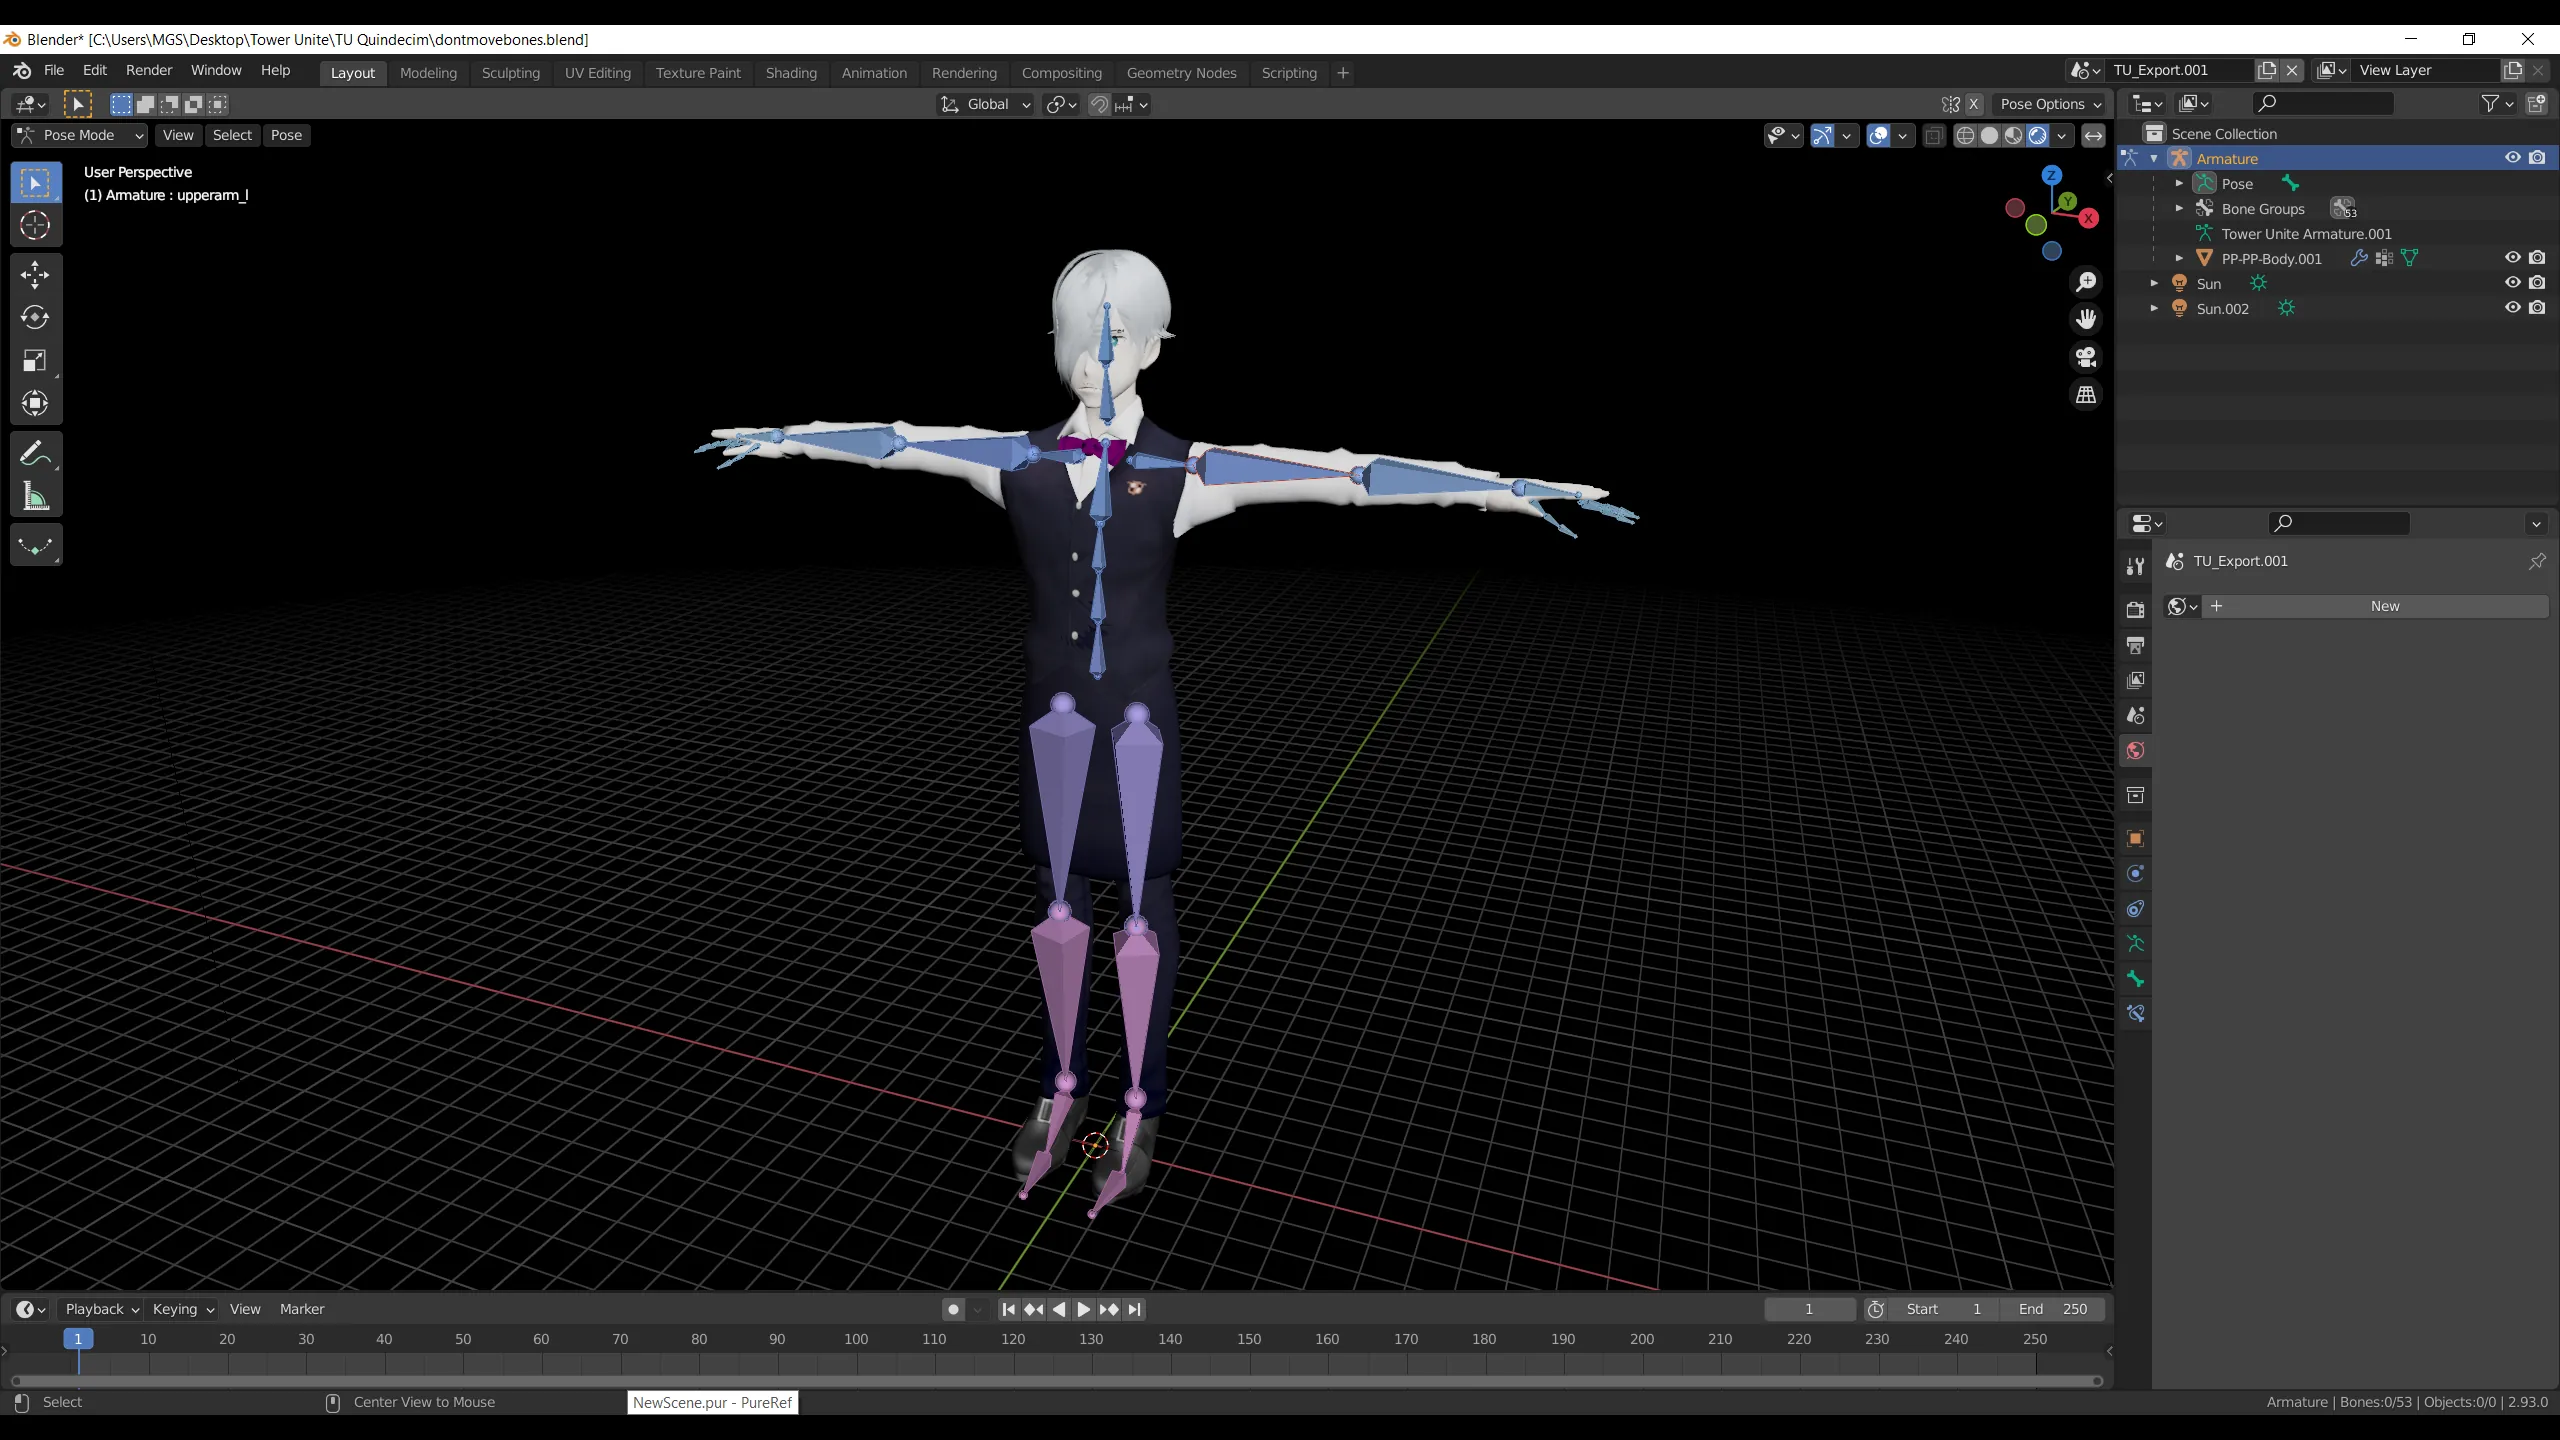 Blender* [C:\Users\MGS\Desktop\Tower Unite\TU Quindecim\dontmovebones.blend]
File Edit Render Window Help Layout Modeling Sculpting UV Editing Texture Paint Shading Animation Rendering Compositing Geometry Nodes Scripting + TU_Export.001 View Layer
Global X Pose Options
Pose Mode View Select Pose
Scene Collection
User Perspective
(1) Armature : upperarm_l
Z
Y
X
Armature
Pose
Bone Groups 53
Tower Unite Armature.001
PP-PP-Body.001
Sun
Sun.002
TU_Export.001
+ New
Playback Keying View Marker 1 Start 1 End 250
1 10 20 30 40 50 60 70 80 90 100 110 120 130 140 150 160 170 180 190 200 210 220 230 240 250
Select Center View to Mouse NewScene.pur - PureRef Armature | Bones:0/53 | Objects:0/0 | 2.93.0